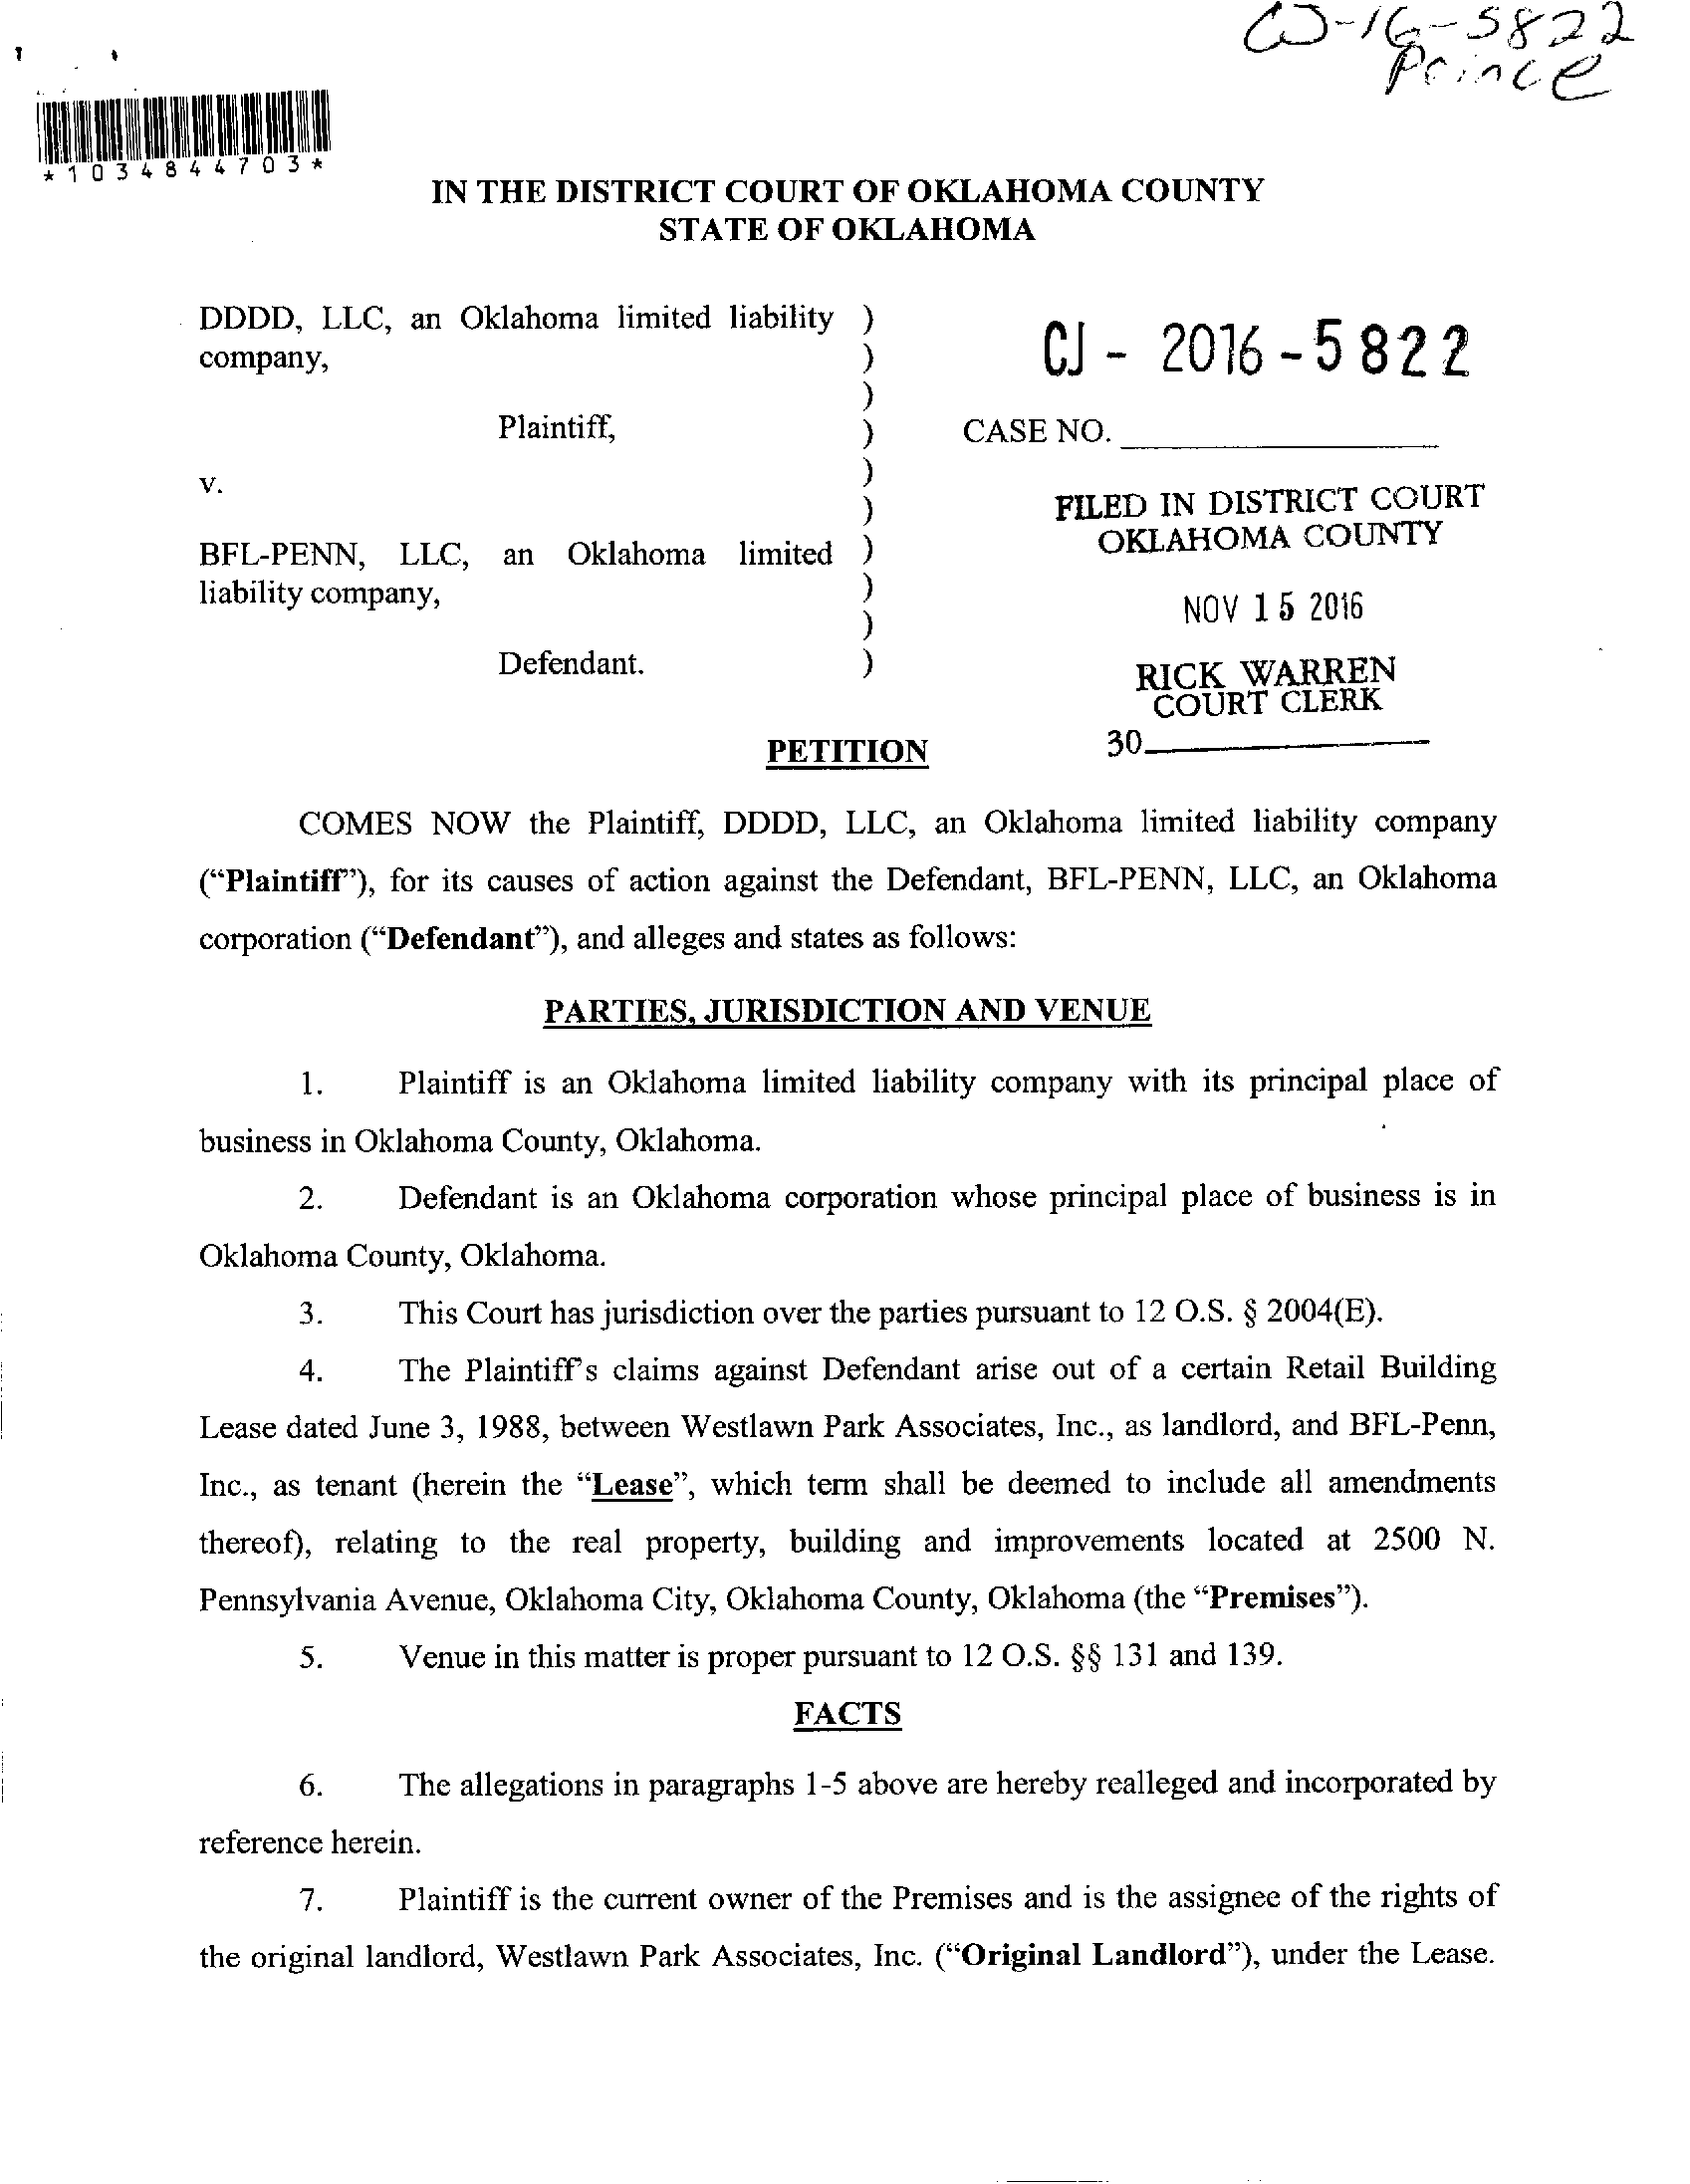 CJ-16-5822
Prince
*1034844703*
IN THE DISTRICT COURT OF OKLAHOMA COUNTY
STATE OF OKLAHOMA
DDDD, LLC, an Oklahoma limited liability )
company, )
)
Plaintiff, )
)
v.
)
BFL-PENN, LLC, an Oklahoma limited )
liability company, )
)
Defendant. )
CJ - 2016 - 5822
CASE NO.
FILED IN DISTRICT COURT
OKLAHOMA COUNTY
NOV 15 2016
RICK WARREN
COURT CLERK
30
PETITION
COMES NOW the Plaintiff, DDDD, LLC, an Oklahoma limited liability company
("Plaintiff"), for its causes of action against the Defendant, BFL-PENN, LLC, an Oklahoma
corporation ("Defendant"), and alleges and states as follows:
PARTIES, JURISDICTION AND VENUE
1. Plaintiff is an Oklahoma limited liability company with its principal place of
business in Oklahoma County, Oklahoma.
2. Defendant is an Oklahoma corporation whose principal place of business is in
Oklahoma County, Oklahoma.
3. This Court has jurisdiction over the parties pursuant to 12 O.S. § 2004(E).
4. The Plaintiff's claims against Defendant arise out of a certain Retail Building
Lease dated June 3, 1988, between Westlawn Park Associates, Inc., as landlord, and BFL-Penn,
Inc., as tenant (herein the "Lease", which term shall be deemed to include all amendments
thereof), relating to the real property, building and improvements located at 2500 N.
Pennsylvania Avenue, Oklahoma City, Oklahoma County, Oklahoma (the "Premises").
5. Venue in this matter is proper pursuant to 12 O.S. §§ 131 and 139.
FACTS
6. The allegations in paragraphs 1-5 above are hereby realleged and incorporated by
reference herein.
7. Plaintiff is the current owner of the Premises and is the assignee of the rights of
the original landlord, Westlawn Park Associates, Inc. ("Original Landlord"), under the Lease.